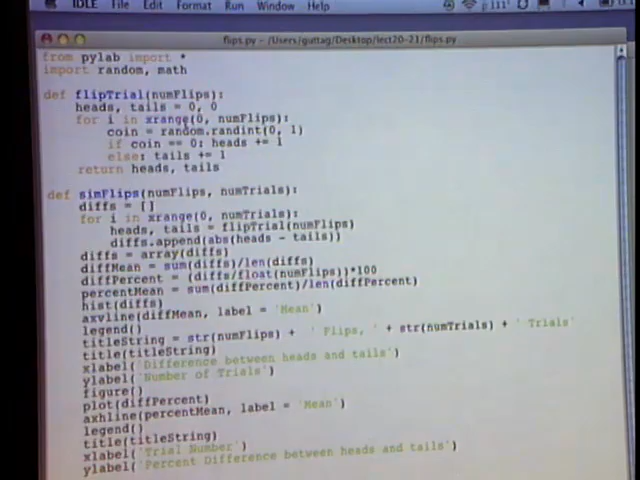 IDLE File Edit Format Run Window Help
flips.py - /Users/guttag/Desktop/lect20-21/flips.py
from pylab import *
import random, math
def flipTrial(numFlips):
heads, tails = 0, 0
for i in xrange(0, numFlips):
coin = random.randint(0, 1)
if coin == 0: heads += 1
else: tails += 1
return heads, tails
def simFlips(numFlips, numTrials):
diffs = []
for i in xrange(0, numTrials):
heads, tails = flipTrial(numFlips)
diffs.append(abs(heads - tails))
diffs = array(diffs)
diffMean = sum(diffs)/len(diffs)
diffPercent = (diffs/float(numFlips))*100
percentMean = sum(diffPercent)/len(diffPercent)
hist(diffs)
axvline(diffMean, label = 'Mean')
legend()
titleString = str(numFlips) + ' Flips, ' + str(numTrials) + ' Trials'
title(titleString)
xlabel('Difference between heads and tails')
ylabel('Number of Trials')
figure()
plot(diffPercent)
axhline(percentMean, label = 'Mean')
legend()
title(titleString)
xlabel('Trial Number')
ylabel('Percent Difference between heads and tails')